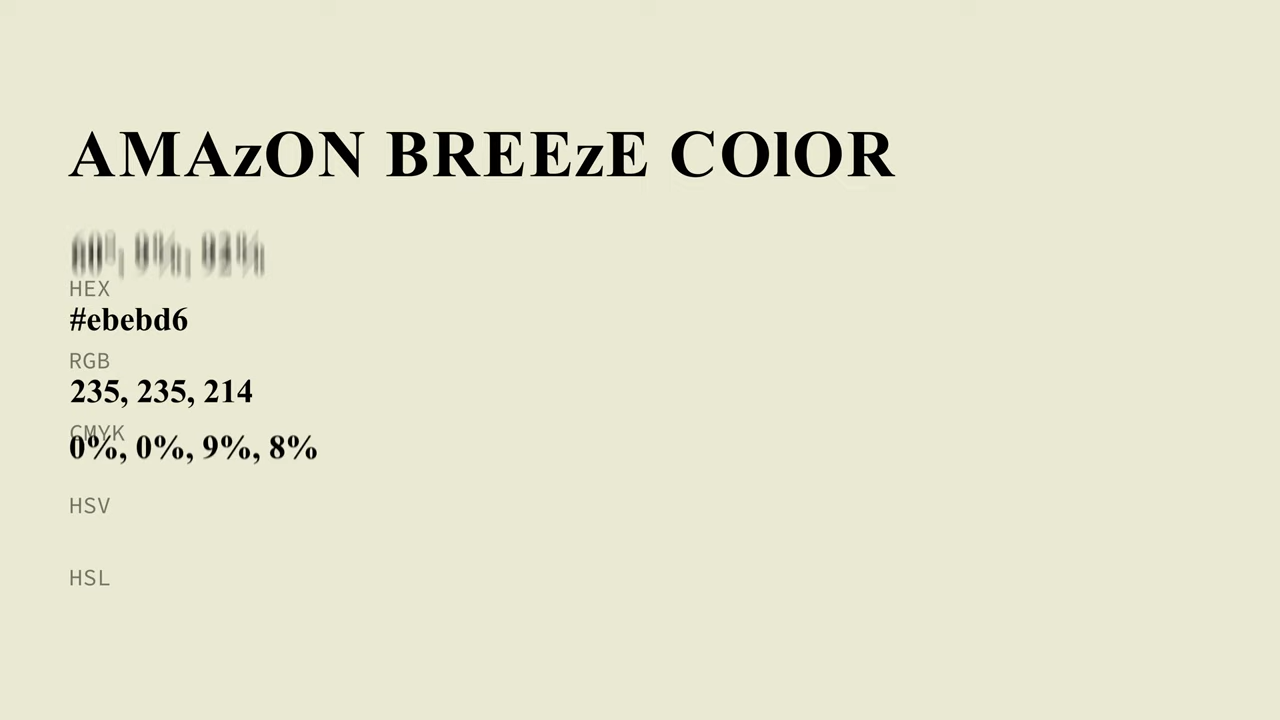 AMAzON BREEzE COlOR
HEX
#ebebd6
RGB
235, 235, 214
CMYK
0%, 0%, 9%, 8%
HSV
HSL